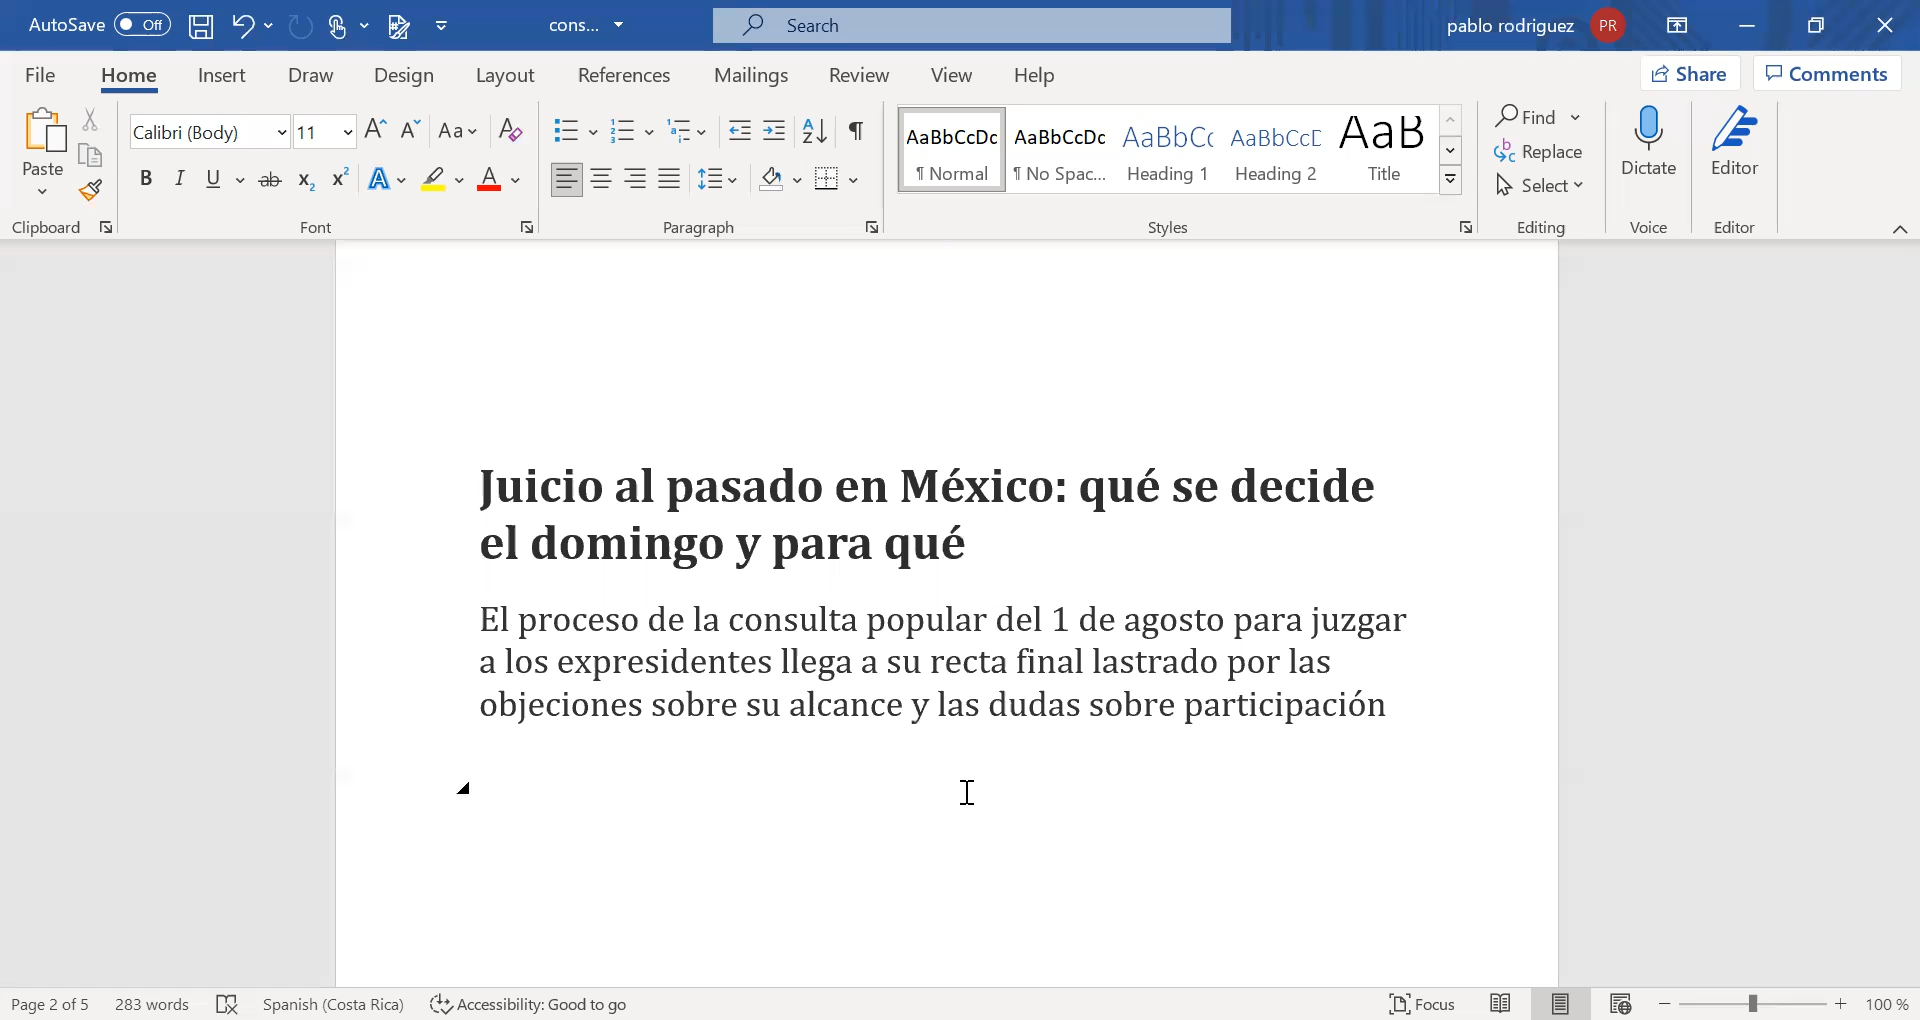 AutoSave Off cons... Search pablo rodriguez PR
File Home Insert Draw Design Layout References Mailings Review View Help Share Comments
Paste Calibri (Body) 11 Aa
B I U ab x2 x2 A A
AaBbCcDc AaBbCcDc AaBbC( AaBbCcD AaB
¶ Normal ¶ No Spac... Heading 1 Heading 2 Title
Find
Replace
Select
Dictate Editor
Clipboard Font Paragraph Styles Editing Voice Editor
Juicio al pasado en México: qué se decide
el domingo y para qué
El proceso de la consulta popular del 1 de agosto para juzgar
a los expresidentes llega a su recta final lastrado por las
objeciones sobre su alcance y las dudas sobre participación
Page 2 of 5 283 words Spanish (Costa Rica) Accessibility: Good to go Focus 100 %